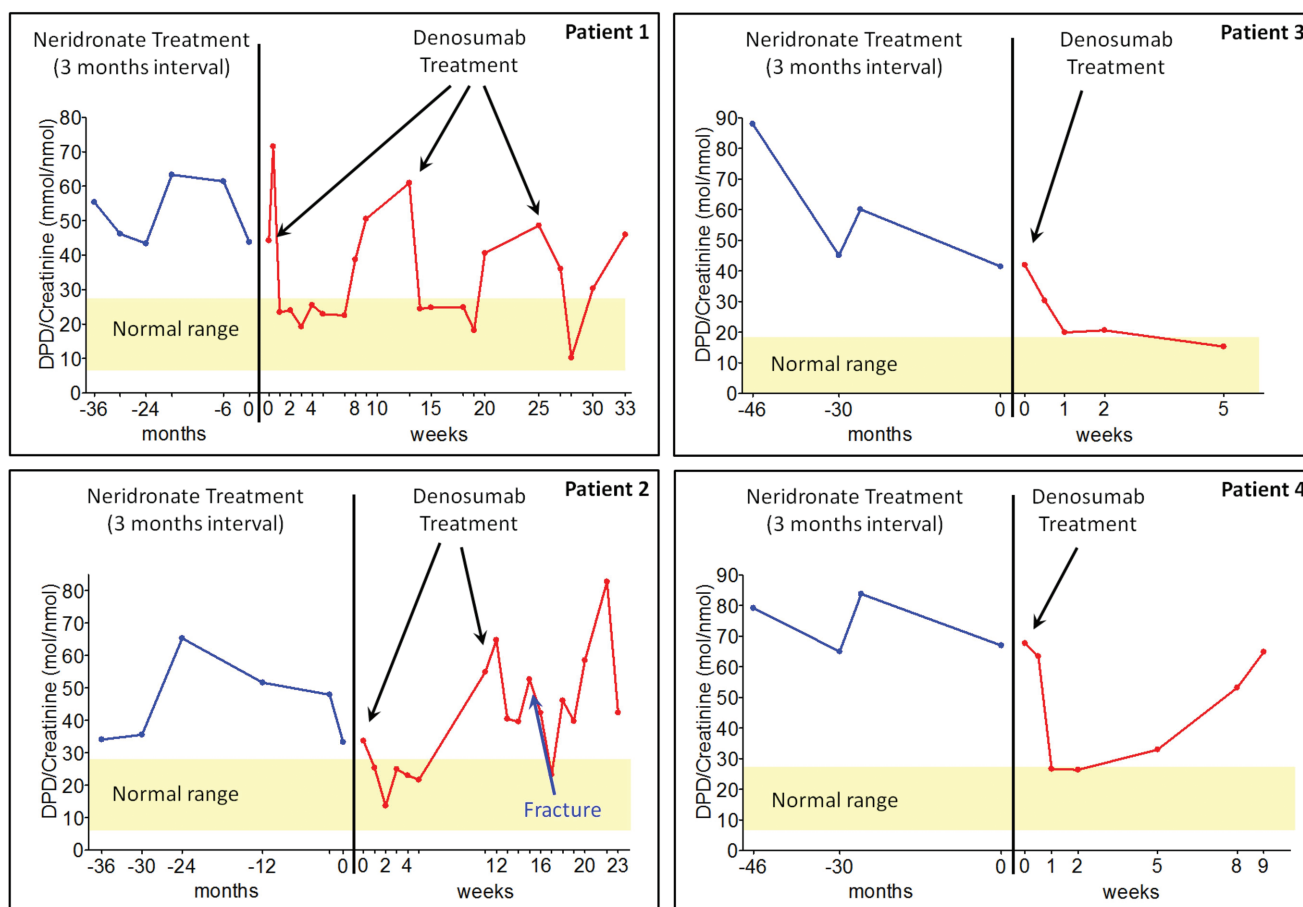 Patient 1
Neridronate Treatment
(3 months interval)
Denosumab
Treatment
DPD/Creatinine (mmol/nmol)
80
70
60
50
40
30
20
10
0
Normal range
-36 -24 -6 0 0 2 4 8 10 15 20 25 30 33
months weeks
Patient 3
Neridronate Treatment
(3 months interval)
Denosumab
Treatment
DPD/Creatinine (mol/nmol)
90
80
70
60
50
40
30
20
10
0
Normal range
-46 -30 0 0 1 2 5
months weeks
Patient 2
Neridronate Treatment
(3 months interval)
Denosumab
Treatment
DPD/Creatinine (mol/nmol)
80
70
60
50
40
30
20
10
0
Normal range
Fracture
-36 -30 -24 -12 0 0 2 4 12 16 20 23
months weeks
Patient 4
Neridronate Treatment
(3 months interval)
Denosumab
Treatment
DPD/Creatinine (mol/nmol)
90
80
70
60
50
40
30
20
10
0
Normal range
-46 -30 0 0 1 2 5 8 9
months weeks